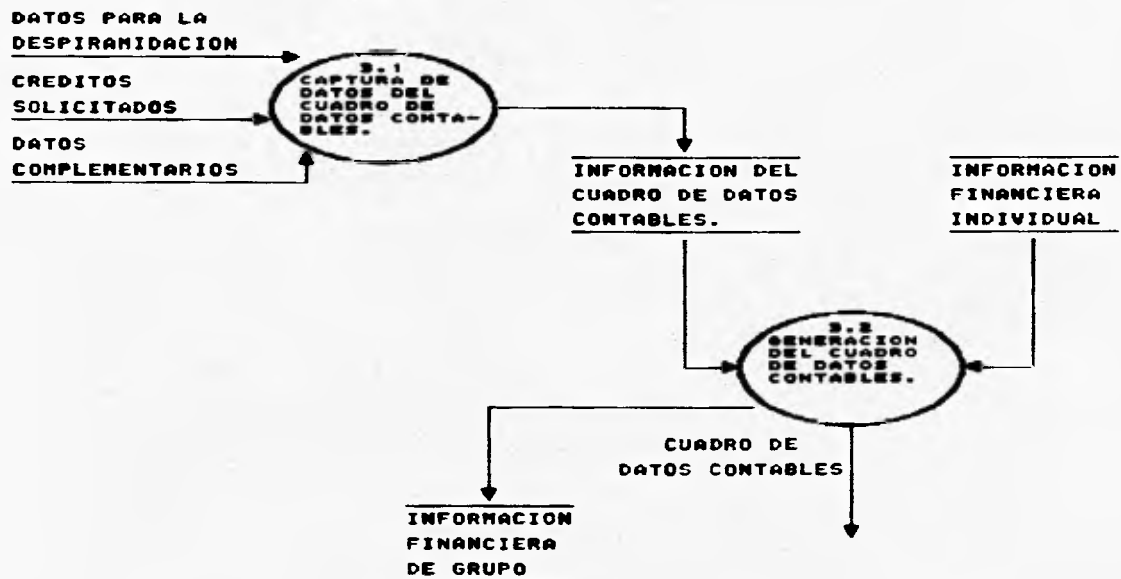 DATOS PARA LA
DESPIRAMIDACION
CREDITOS
SOLICITADOS
DATOS
COMPLEMENTARIOS
3.1
CAPTURA DE
DATOS DEL
CUADRO DE
DATOS CONTA-
BLES.
INFORMACION DEL
CUADRO DE DATOS
CONTABLES.
INFORMACION
FINANCIERA
INDIVIDUAL
3.2
GENERACION
DEL CUADRO
DE DATOS
CONTABLES.
CUADRO DE
DATOS CONTABLES
INFORMACION
FINANCIERA
DE GRUPO